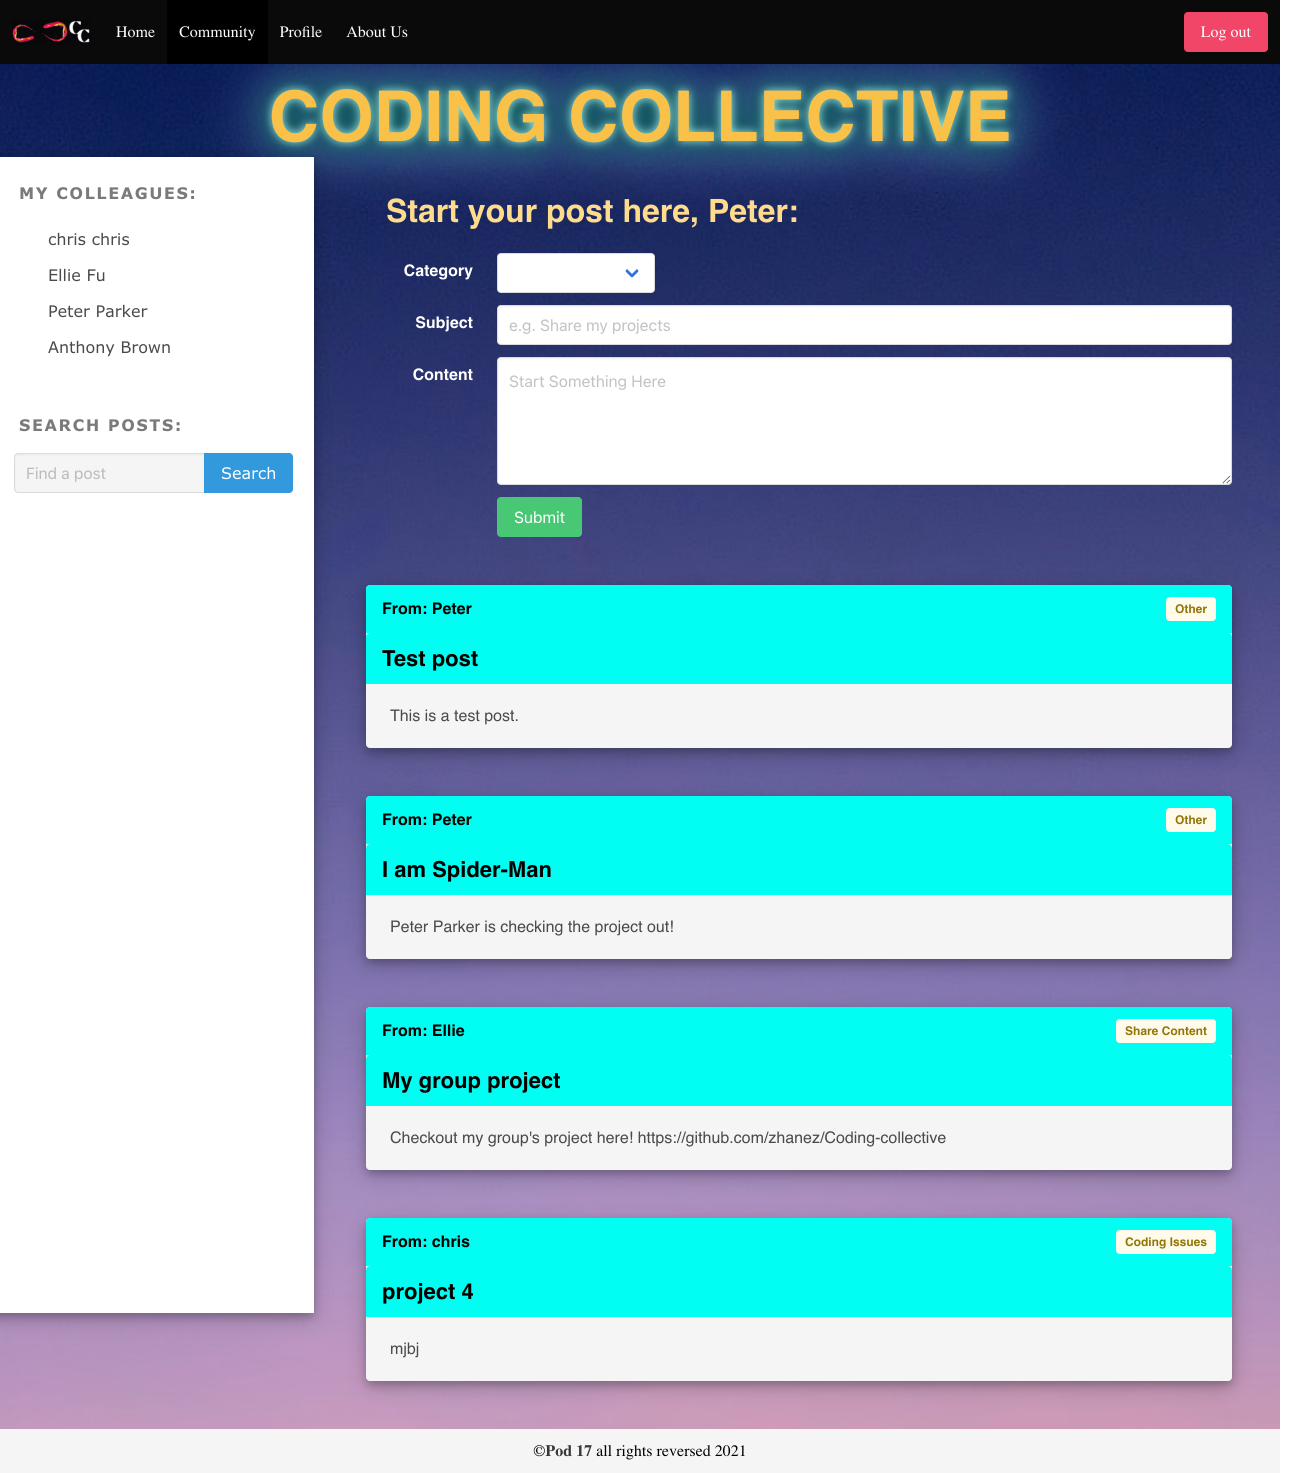 CC Home Community Profile About Us Log out
CODING COLLECTIVE
MY COLLEAGUES:
chris chris
Ellie Fu
Peter Parker
Anthony Brown
SEARCH POSTS:
Find a post Search
Start your post here, Peter:
Category
Subject e.g. Share my projects
Content Start Something Here
Submit
From: Peter Other
Test post
This is a test post.
From: Peter Other
I am Spider-Man
Peter Parker is checking the project out!
From: Ellie Share Content
My group project
Checkout my group's project here! https://github.com/zhanez/Coding-collective
From: chris Coding Issues
project 4
mjbj
©Pod 17 all rights reversed 2021